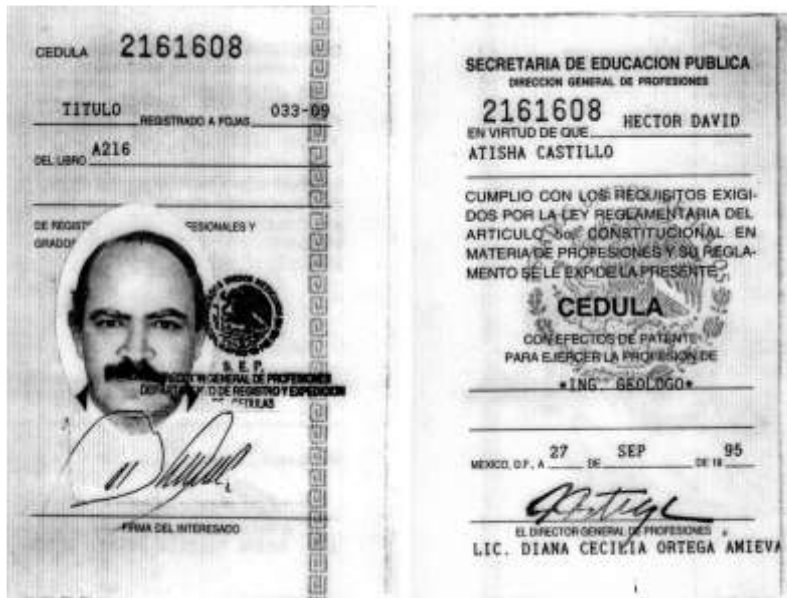 CEDULA 2161608
TITULO REGISTRADO A FOJAS 033-09
DEL LIBRO A216
DE REGIST ESIONALES Y
GRADO
S. E. P.
GENERAL DE PROFESIONES
DE REGISTRO Y EXPEDICION
CEDULAS
FIRMA DEL INTERESADO
SECRETARIA DE EDUCACION PUBLICA
DIRECCION GENERAL DE PROFESIONES
2161608 HECTOR DAVID
EN VIRTUD DE QUE
ATISHA CASTILLO
CUMPLIO CON LOS REQUISITOS EXIGI-
DOS POR LA LEY REGLAMENTARIA DEL
ARTICULO 5o. CONSTITUCIONAL EN
MATERIA DE PROFESIONES Y SU REGLA-
MENTO SE LE EXPIDE LA PRESENTE
CEDULA
CON EFECTOS DE PATENTE
PARA EJERCER LA PROFESION DE
*ING. GEOLOGO*
MEXICO, D.F., A 27 DE SEP DE 19 95
EL DIRECTOR GENERAL DE PROFESIONES
LIC. DIANA CECILIA ORTEGA AMIEVA